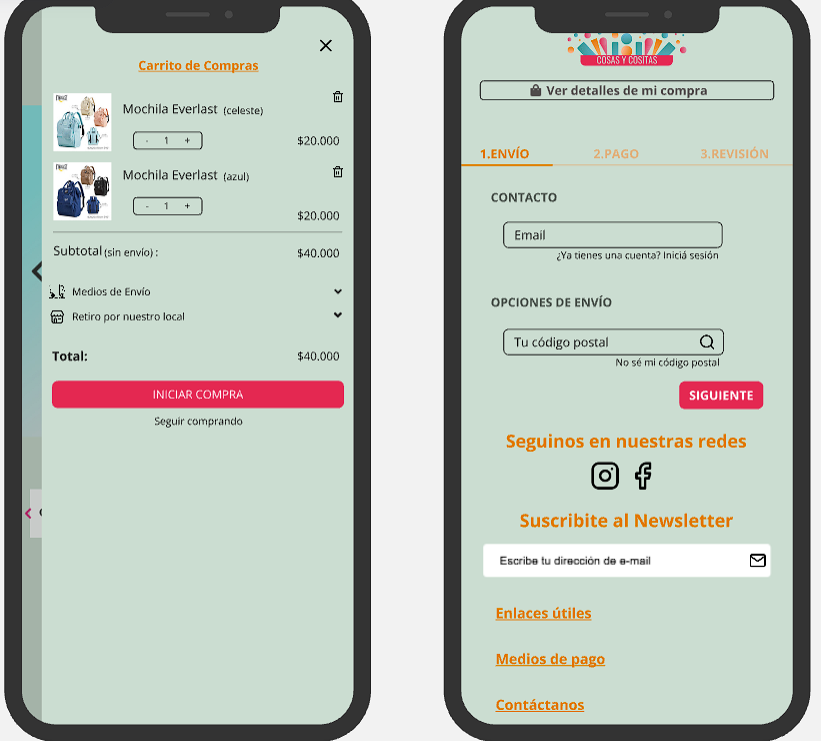 Carrito de Compras
Mochila Everlast (celeste)
- 1 +
$20.000
Mochila Everlast (azul)
- 1 +
$20.000
Subtotal (sin envío) :
$40.000
Medios de Envío
Retiro por nuestro local
Total:
$40.000
INICIAR COMPRA
Seguir comprando
COSAS Y COSITAS
Ver detalles de mi compra
1.ENVÍO
2.PAGO
3.REVISIÓN
CONTACTO
Email
¿Ya tienes una cuenta? Iniciá sesión
OPCIONES DE ENVÍO
Tu código postal
No sé mi código postal
SIGUIENTE
Seguinos en nuestras redes
Suscribite al Newsletter
Escribe tu dirección de e-mail
Enlaces útiles
Medios de pago
Contáctanos